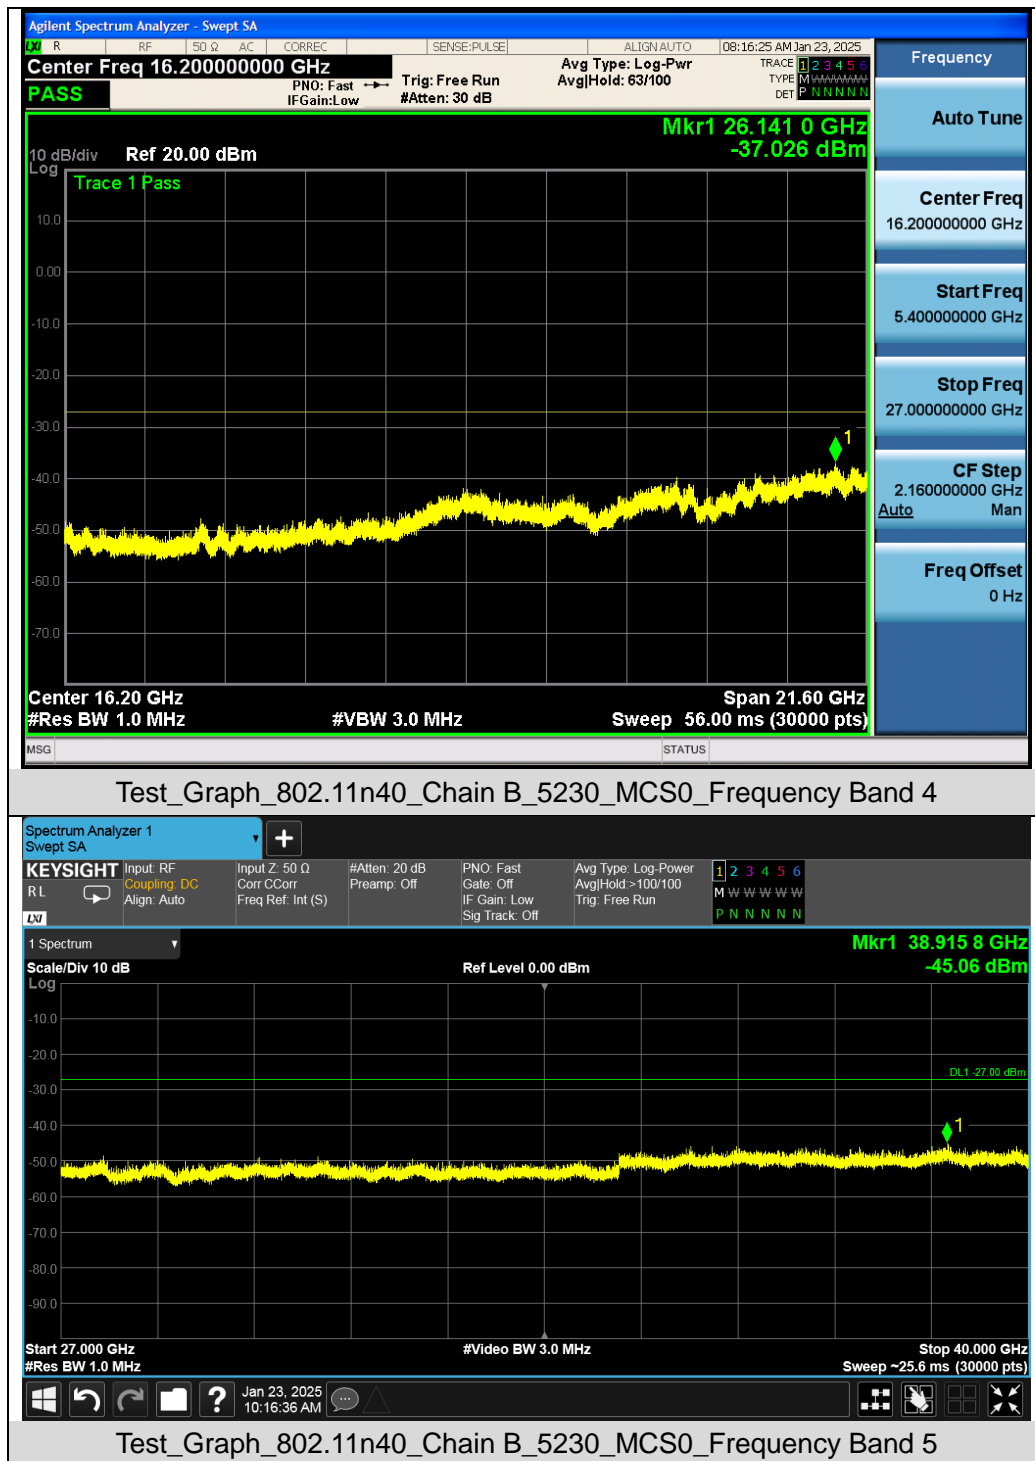 Agilent Spectrum Analyzer - Swept SA
LXI R RF 50 Ω AC CORREC SENSE:PULSE ALIGN AUTO 08:16:25 AM Jan 23, 2025
Center Freq 16.200000000 GHz
PASS
PNO: Fast
IFGain:Low
Trig: Free Run
#Atten: 30 dB
Avg Type: Log-Pwr
Avg|Hold: 63/100
TRACE 1 2 3 4 5 6
TYPE M W W W W W
DET P N N N N N
Mkr1 26.141 0 GHz
-37.026 dBm
10 dB/div Ref 20.00 dBm
Log
Trace 1 Pass
10.0
0.00
-10.0
-20.0
-30.0
-40.0
-50.0
-60.0
-70.0
1
Center 16.20 GHz
Span 21.60 GHz
#Res BW 1.0 MHz
#VBW 3.0 MHz
Sweep 56.00 ms (30000 pts)
MSG
STATUS
Frequency
Auto Tune
Center Freq
16.200000000 GHz
Start Freq
5.400000000 GHz
Stop Freq
27.000000000 GHz
CF Step
2.160000000 GHz
Auto Man
Freq Offset
0 Hz
Test_Graph_802.11n40_Chain B_5230_MCS0_Frequency Band 4
Spectrum Analyzer 1
Swept SA
+
KEYSIGHT
RL
LXI
Input: RF
Coupling: DC
Align: Auto
Input Z: 50 Ω
Corr CCorr
Freq Ref: Int (S)
#Atten: 20 dB
Preamp: Off
PNO: Fast
Gate: Off
IF Gain: Low
Sig Track: Off
Avg Type: Log-Power
Avg|Hold:>100/100
Trig: Free Run
1 2 3 4 5 6
M W W W W W
P N N N N N
1 Spectrum
Mkr1 38.915 8 GHz
-45.06 dBm
Scale/Div 10 dB
Ref Level 0.00 dBm
Log
-10.0
-20.0
-30.0
-40.0
-50.0
-60.0
-70.0
-80.0
-90.0
DL1 -27.00 dBm
1
Start 27.000 GHz
#Video BW 3.0 MHz
Stop 40.000 GHz
#Res BW 1.0 MHz
Sweep ~25.6 ms (30000 pts)
?
Jan 23, 2025
10:16:36 AM
Test_Graph_802.11n40_Chain B_5230_MCS0_Frequency Band 5